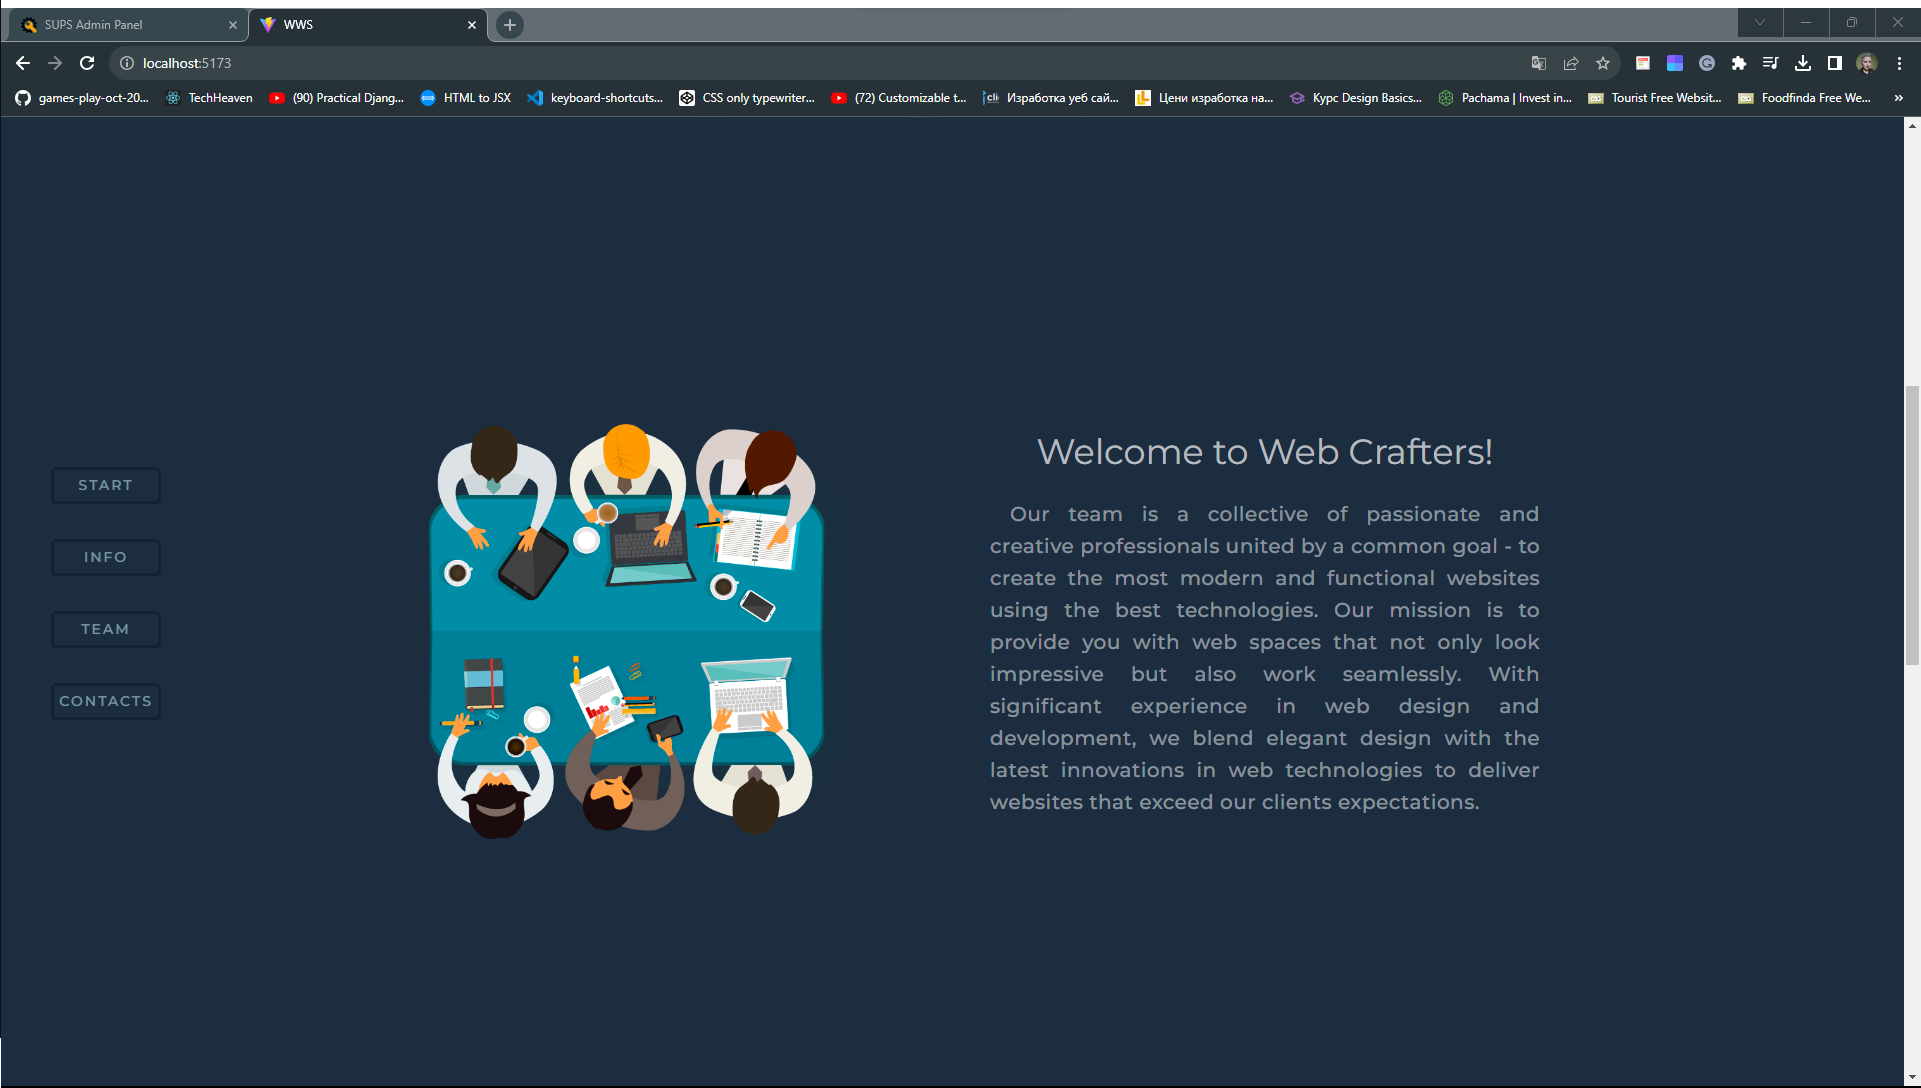 SUPS Admin Panel
WWS
localhost:5173
games-play-oct-20...
TechHeaven
(90) Practical Djang...
HTML to JSX
keyboard-shortcuts...
CSS only typewriter...
(72) Customizable t...
Изработка уеб сай...
Цени изработка на...
Курс Design Basics...
Pachama | Invest in...
Tourist Free Websit...
Foodfinda Free We...
START
INFO
TEAM
CONTACTS
Welcome to Web Crafters!
Our team is a collective of passionate and
creative professionals united by a common goal - to
create the most modern and functional websites
using the best technologies. Our mission is to
provide you with web spaces that not only look
impressive but also work seamlessly. With
significant experience in web design and
development, we blend elegant design with the
latest innovations in web technologies to deliver
websites that exceed our clients expectations.